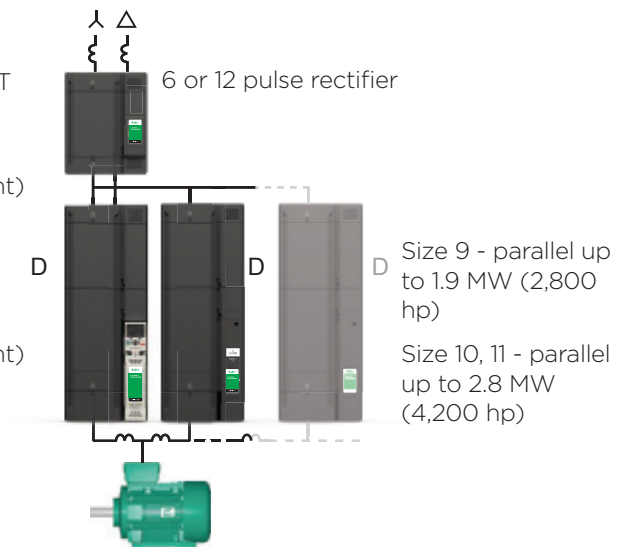 T
6 or 12 pulse rectifier
nt)
D
D
D
Size 9 - parallel up
to 1.9 MW (2,800
hp)
nt)
Size 10, 11 - parallel
up to 2.8 MW
(4,200 hp)